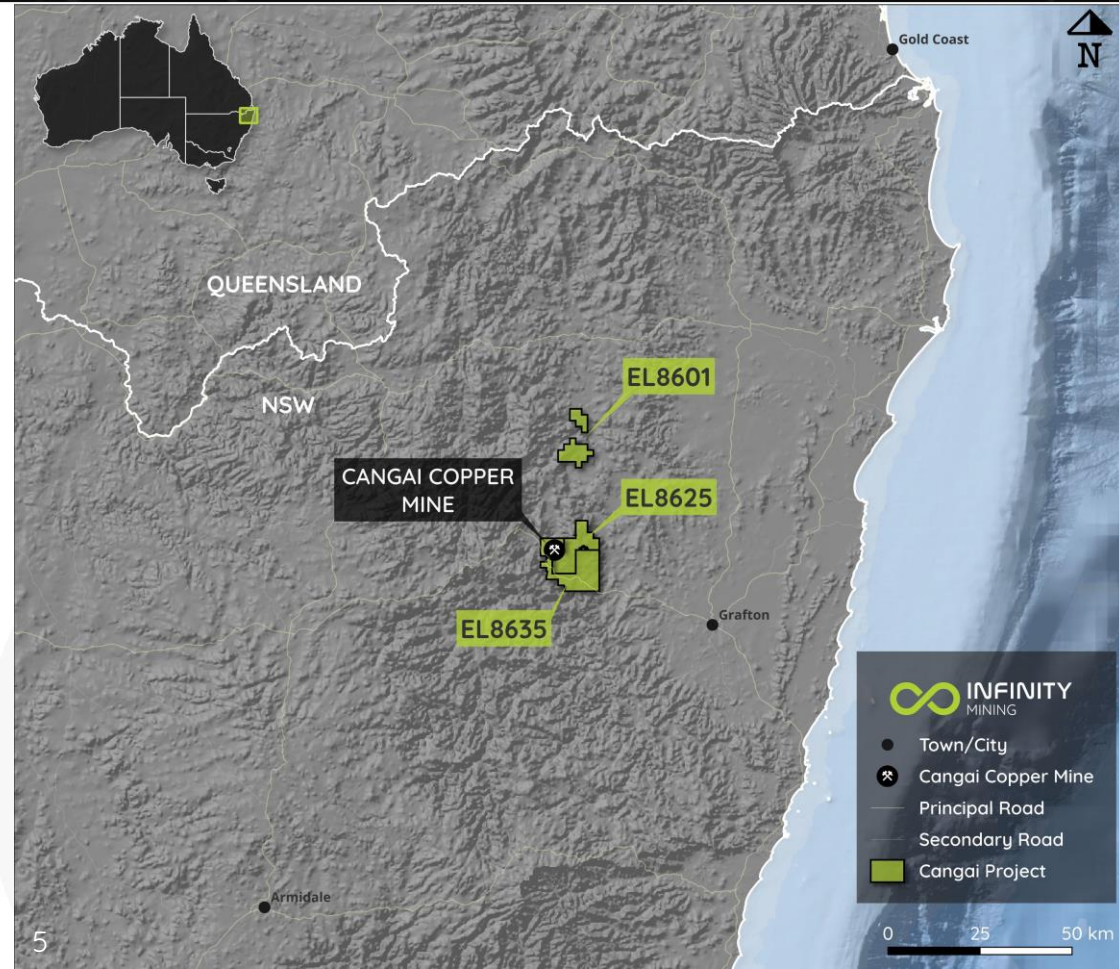 Gold Coast
N
QUEENSLAND
NSW
EL8601
CANGAI COPPER
MINE
EL8625
EL8635
Grafton
Armidale
INFINITY
MINING
Town/City
Cangai Copper Mine
Principal Road
Secondary Road
Cangai Project
0 25 50 km
5